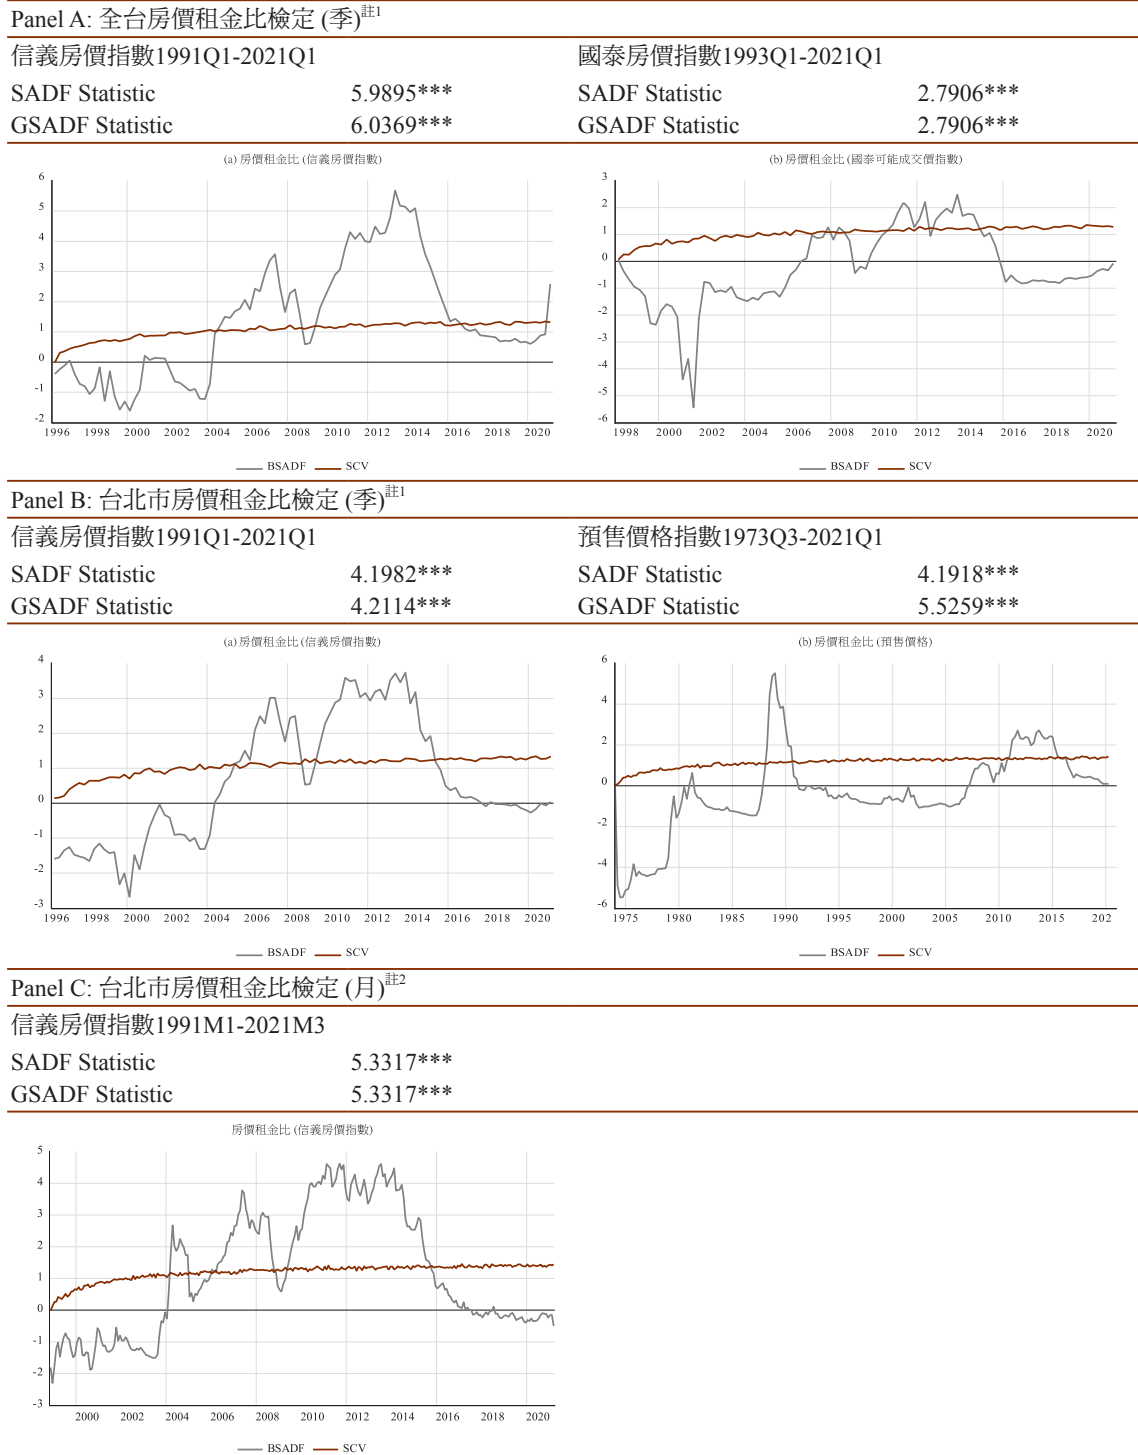 Panel A: 全台房價租金比檢定 (季)註1
信義房價指數1991Q1-2021Q1 國泰房價指數1993Q1-2021Q1
SADF Statistic 5.9895*** SADF Statistic 2.7906***
GSADF Statistic 6.0369*** GSADF Statistic 2.7906***
(a) 房價租金比 (信義房價指數)
6
5
4
3
2
1
0
-1
-2
1996 1998 2000 2002 2004 2006 2008 2010 2012 2014 2016 2018 2020
BSADF SCV
(b) 房價租金比 (國泰可能成交價指數)
3
2
1
0
-1
-2
-3
-4
-5
-6
1998 2000 2002 2004 2006 2008 2010 2012 2014 2016 2018 2020
BSADF SCV
Panel B: 台北市房價租金比檢定 (季)註1
信義房價指數1991Q1-2021Q1 預售價格指數1973Q3-2021Q1
SADF Statistic 4.1982*** SADF Statistic 4.1918***
GSADF Statistic 4.2114*** GSADF Statistic 5.5259***
(a) 房價租金比 (信義房價指數)
4
3
2
1
0
-1
-2
-3
1996 1998 2000 2002 2004 2006 2008 2010 2012 2014 2016 2018 2020
BSADF SCV
(b) 房價租金比 (預售價格)
6
4
2
0
-2
-4
-6
1975 1980 1985 1990 1995 2000 2005 2010 2015 202
BSADF SCV
Panel C: 台北市房價租金比檢定 (月)註2
信義房價指數1991M1-2021M3
SADF Statistic 5.3317***
GSADF Statistic 5.3317***
房價租金比 (信義房價指數)
5
4
3
2
1
0
-1
-2
-3
2000 2002 2004 2006 2008 2010 2012 2014 2016 2018 2020
BSADF SCV